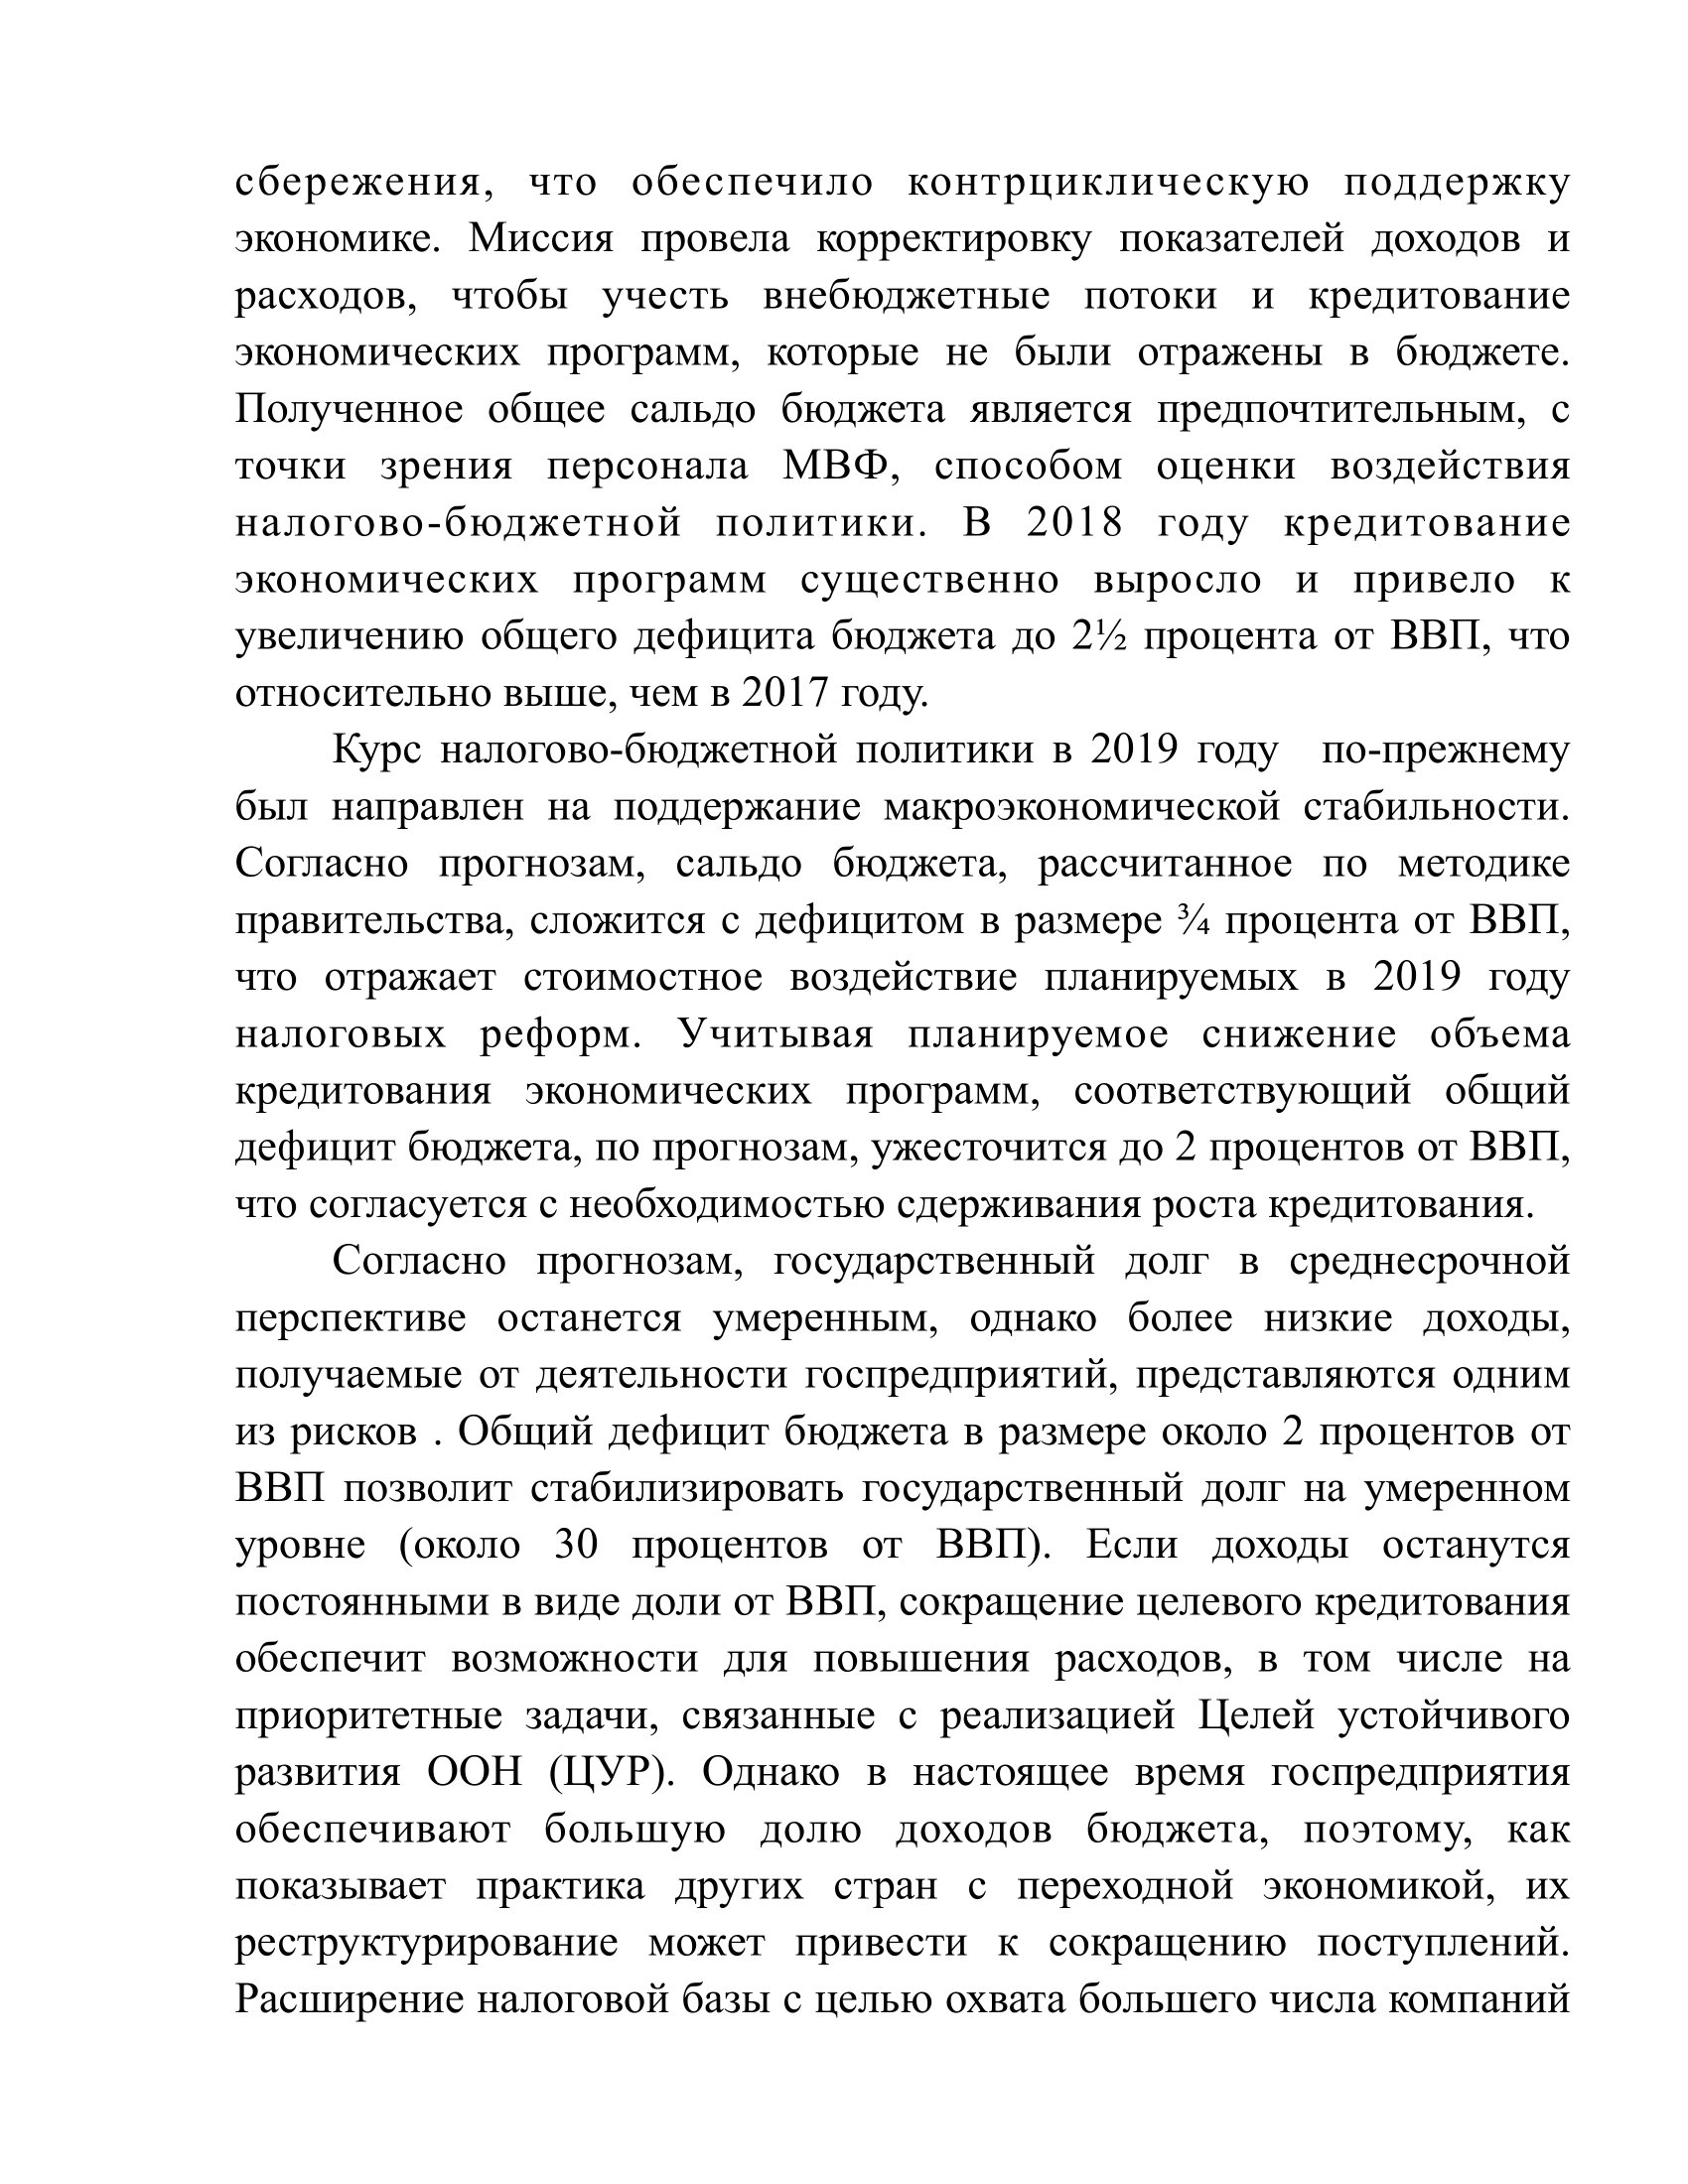 сбережения, что обеспечило контрциклическую поддержку
экономике. Миссия провела корректировку показателей доходов и
расходов, чтобы учесть внебюджетные потоки и кредитование
экономических программ, которые не были отражены в бюджете.
Полученное общее сальдо бюджета является предпочтительным, с
точки зрения персонала МВФ, способом оценки воздействия
налогово-бюджетной политики. В 2018 году кредитование
экономических программ существенно выросло и привело к
увеличению общего дефицита бюджета до 2½ процента от ВВП, что
относительно выше, чем в 2017 году.
Курс налогово-бюджетной политики в 2019 году по-прежнему
был направлен на поддержание макроэкономической стабильности.
Согласно прогнозам, сальдо бюджета, рассчитанное по методике
правительства, сложится с дефицитом в размере ¾ процента от ВВП,
что отражает стоимостное воздействие планируемых в 2019 году
налоговых реформ. Учитывая планируемое снижение объема
кредитования экономических программ, соответствующий общий
дефицит бюджета, по прогнозам, ужесточится до 2 процентов от ВВП,
что согласуется с необходимостью сдерживания роста кредитования.
Согласно прогнозам, государственный долг в среднесрочной
перспективе останется умеренным, однако более низкие доходы,
получаемые от деятельности госпредприятий, представляются одним
из рисков . Общий дефицит бюджета в размере около 2 процентов от
ВВП позволит стабилизировать государственный долг на умеренном
уровне (около 30 процентов от ВВП). Если доходы останутся
постоянными в виде доли от ВВП, сокращение целевого кредитования
обеспечит возможности для повышения расходов, в том числе на
приоритетные задачи, связанные с реализацией Целей устойчивого
развития ООН (ЦУР). Однако в настоящее время госпредприятия
обеспечивают большую долю доходов бюджета, поэтому, как
показывает практика других стран с переходной экономикой, их
реструктурирование может привести к сокращению поступлений.
Расширение налоговой базы с целью охвата большего числа компаний